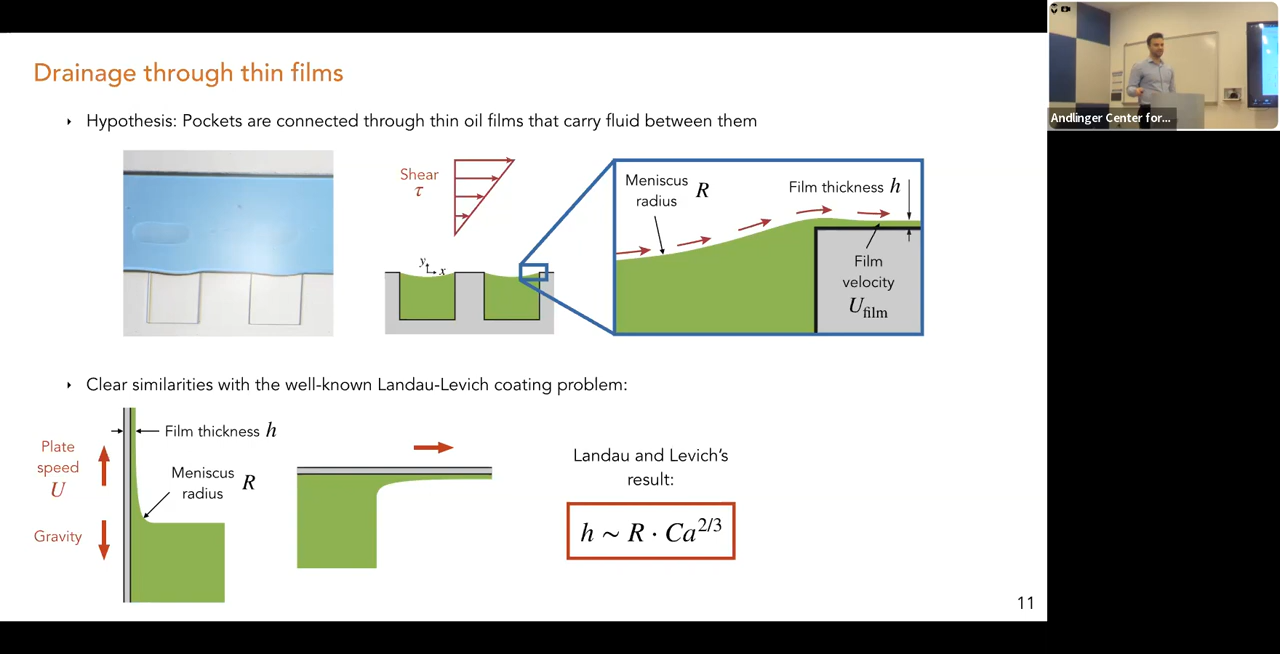 Drainage through thin films
Hypothesis: Pockets are connected through thin oil films that carry fluid between them
Shear
τ
y
x
Meniscus
radius R
Film thickness h
Film
velocity
U film
Clear similarities with the well-known Landau-Levich coating problem:
Plate
speed
U
Gravity
Film thickness h
Meniscus
radius R
Landau and Levich's
result:
h ~ R · Ca^2/3
11
Andlinger Center for...